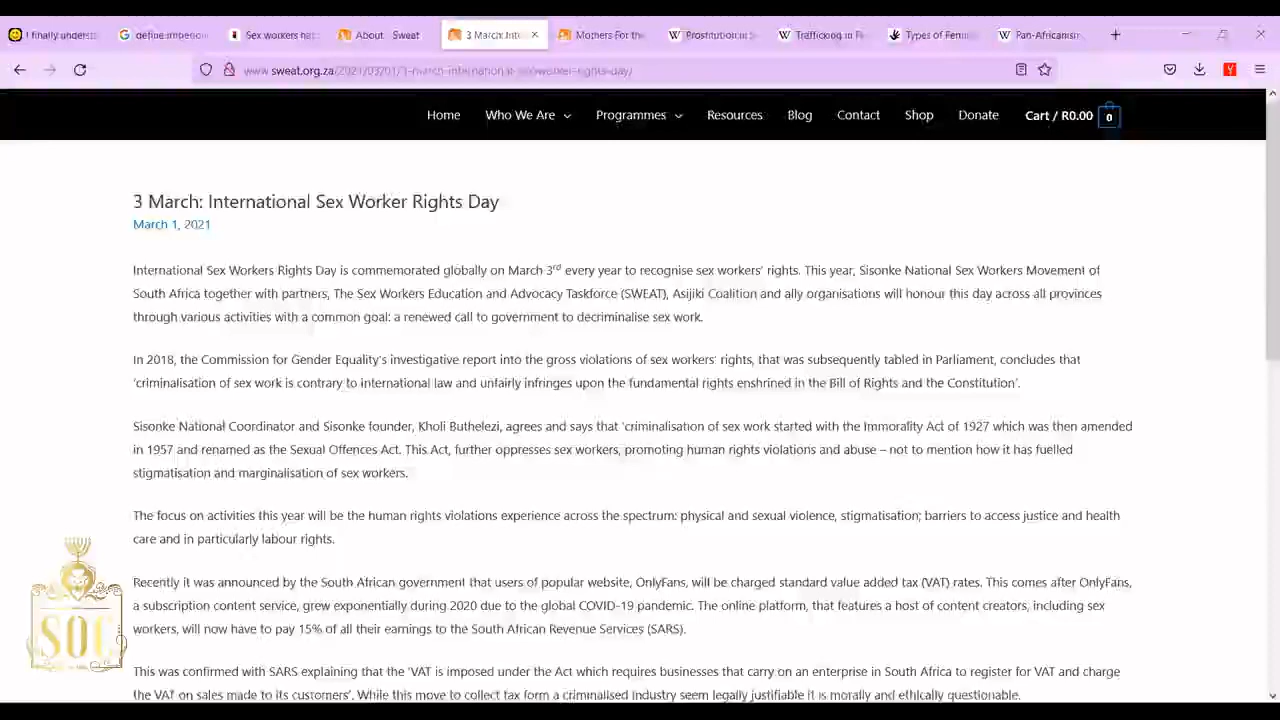 I finally underst
define:imperion
Sex workers hat
About Sweat
3 March: Inte
Mothers For the
Prostitution in S
Trafficking in Pe
Types of Femi
Pan-Africanism
www.sweat.org.za/2021/03/01/3-march-international-sex-worker-rights-day/
Home Who We Are Programmes Resources Blog Contact Shop Donate Cart / R0.00 0
3 March: International Sex Worker Rights Day
March 1, 2021
International Sex Workers Rights Day is commemorated globally on March 3rd every year to recognise sex workers' rights. This year, Sisonke National Sex Workers Movement of
South Africa together with partners, The Sex Workers Education and Advocacy Taskforce (SWEAT), Asijiki Coalition and ally organisations will honour this day across all provinces
through various activities with a common goal: a renewed call to government to decriminalise sex work.
In 2018, the Commission for Gender Equality's investigative report into the gross violations of sex workers' rights, that was subsequently tabled in Parliament, concludes that
'criminalisation of sex work is contrary to international law and unfairly infringes upon the fundamental rights enshrined in the Bill of Rights and the Constitution'.
Sisonke National Coordinator and Sisonke founder, Kholi Buthelezi, agrees and says that 'criminalisation of sex work started with the Immorality Act of 1927 which was then amended
in 1957 and renamed as the Sexual Offences Act. This Act, further oppresses sex workers, promoting human rights violations and abuse – not to mention how it has fuelled
stigmatisation and marginalisation of sex workers.
The focus on activities this year will be the human rights violations experience across the spectrum: physical and sexual violence, stigmatisation; barriers to access justice and health
care and in particularly labour rights.
Recently it was announced by the South African government that users of popular website, OnlyFans, will be charged standard value added tax (VAT) rates. This comes after OnlyFans,
a subscription content service, grew exponentially during 2020 due to the global COVID-19 pandemic. The online platform, that features a host of content creators, including sex
workers, will now have to pay 15% of all their earnings to the South African Revenue Services (SARS).
This was confirmed with SARS explaining that the 'VAT is imposed under the Act which requires businesses that carry on an enterprise in South Africa to register for VAT and charge
the VAT on sales made to its customers'. While this move to collect tax form a criminalised industry seem legally justifiable it is morally and ethically questionable.
SOC